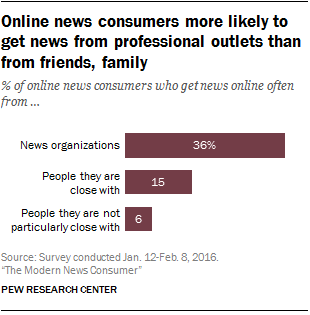 Online news consumers more likely to
get news from professional outlets than
from friends, family
% of online news consumers who get news online often
from ...
News organizations
36%
People they are
close with
15
People they are not
particularly close with
6
Source: Survey conducted Jan. 12-Feb. 8, 2016.
“The Modern News Consumer”
PEW RESEARCH CENTER